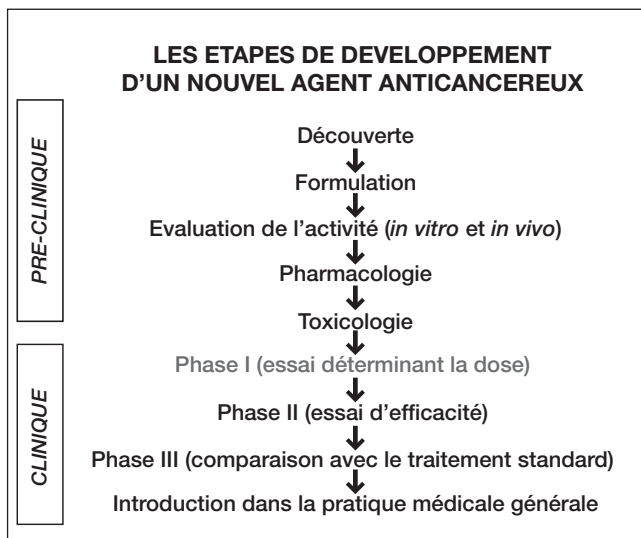 LES ETAPES DE DEVELOPPEMENT
D’UN NOUVEL AGENT ANTICANCEREUX
PRE-CLINIQUE
Découverte
Formulation
Evaluation de l’activité (in vitro et in vivo)
Pharmacologie
Toxicologie
CLINIQUE
Phase I (essai déterminant la dose)
Phase II (essai d’efficacité)
Phase III (comparaison avec le traitement standard)
Introduction dans la pratique médicale générale